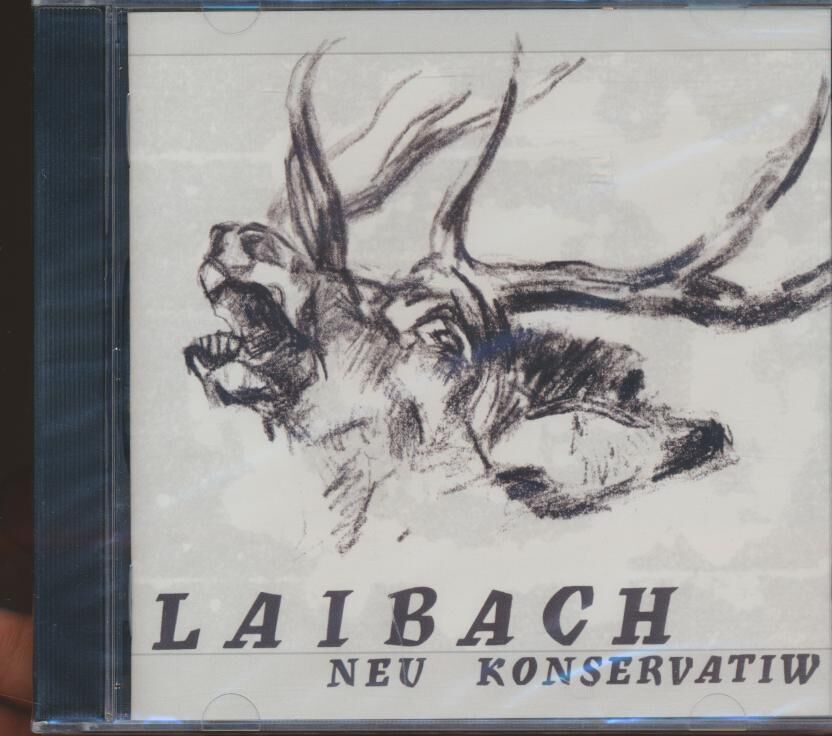 LAIBACH
NEU KONSERVATIW